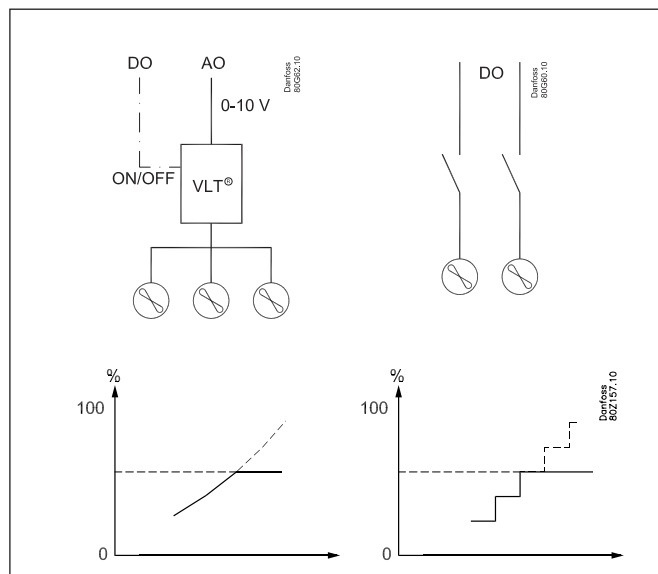 DO
AO
Danfoss
80G62.10
0-10 V
ON/OFF
VLT®
DO
Danfoss
80G60.10
%
100
0
%
100
0
Danfoss
80Z157.10